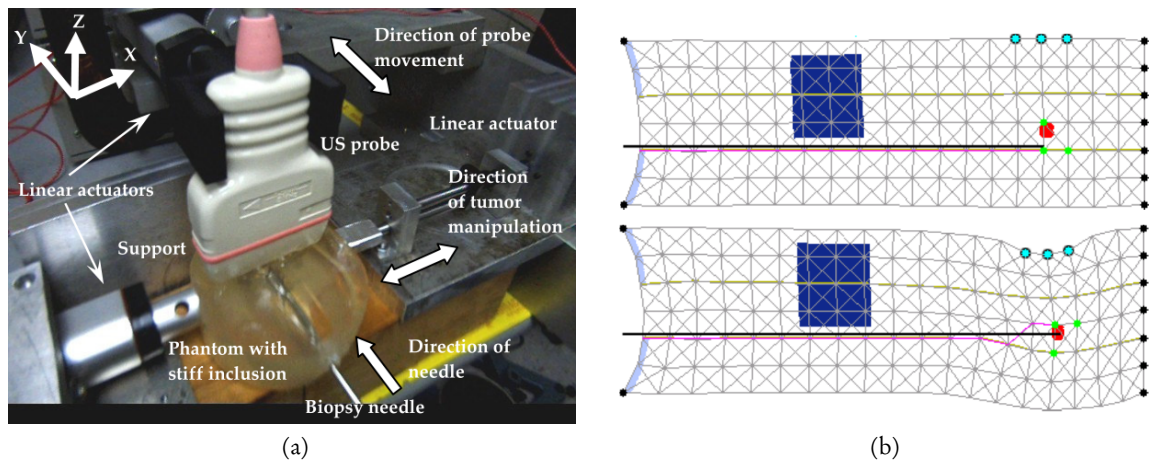 Z
Y
X
Direction of probe
movement
Linear actuator
US probe
Linear actuators
Direction
of tumor
manipulation
Support
Phantom with
stiff inclusion
Direction of
needle
Biopsy needle
(a)
(b)